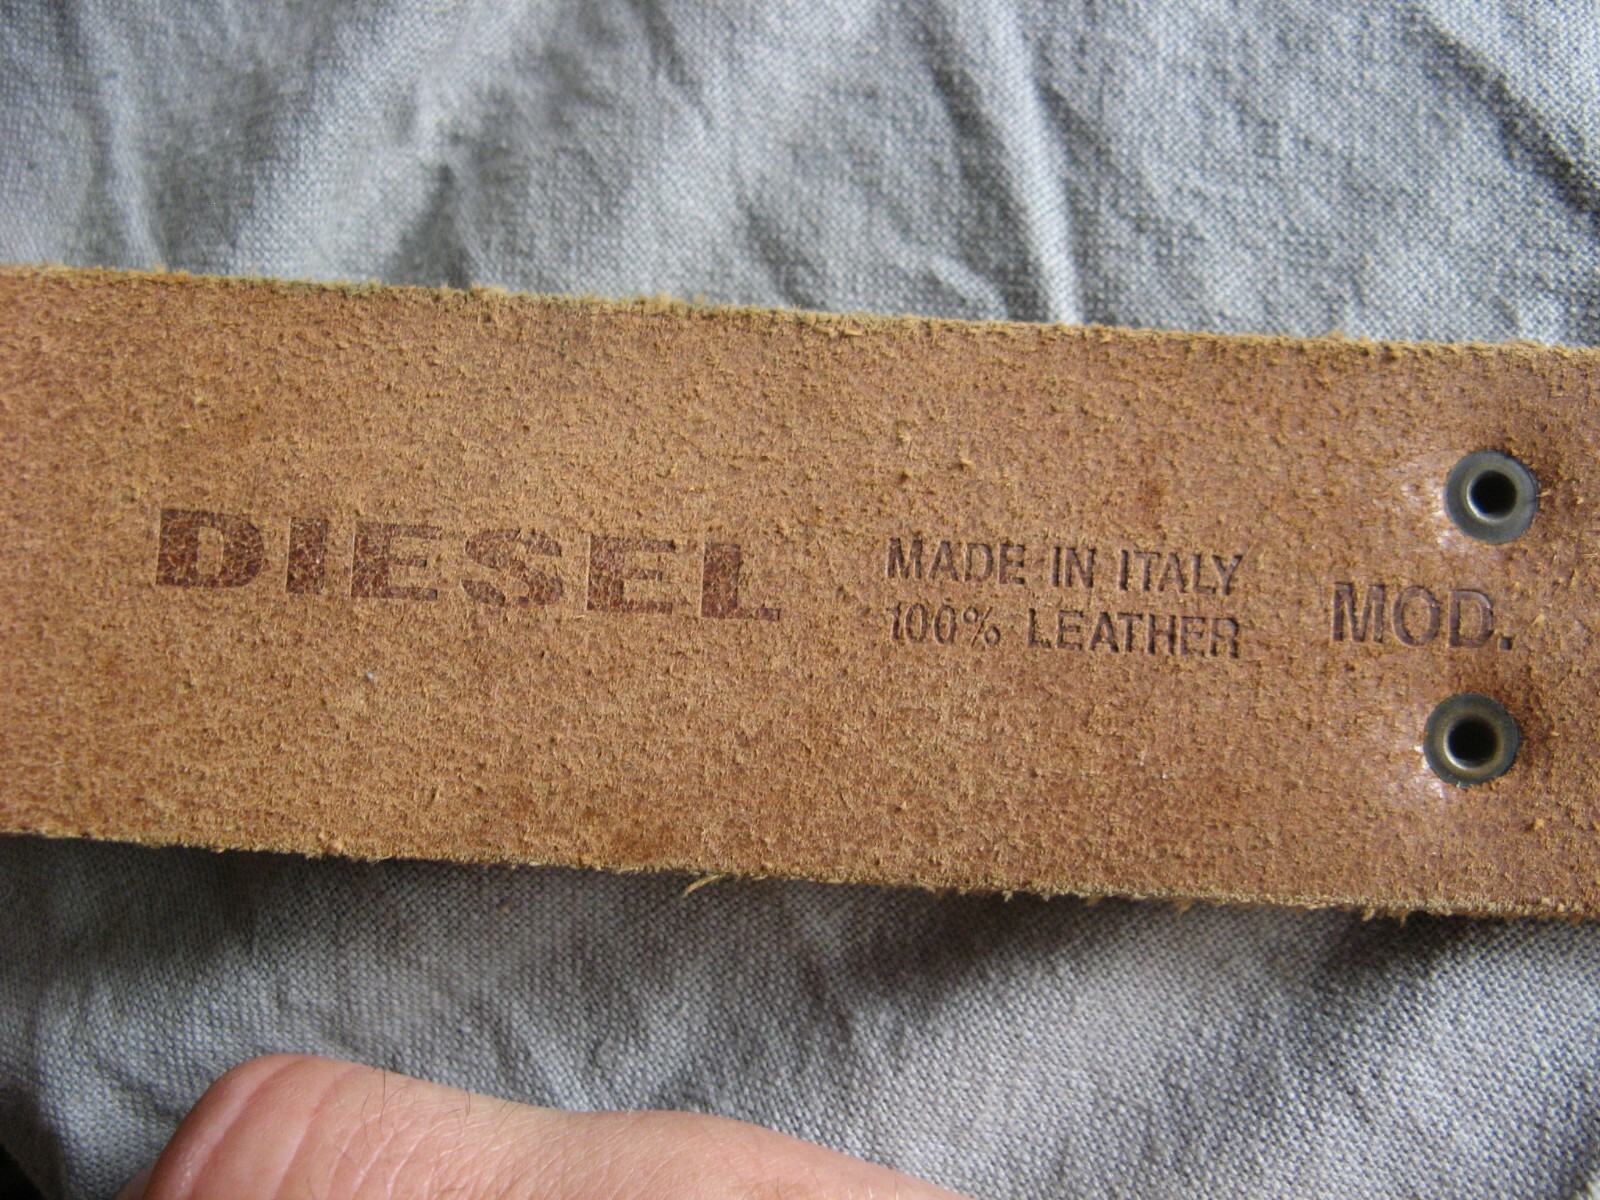 DIESEL
MADE IN ITALY
100% LEATHER
MOD.